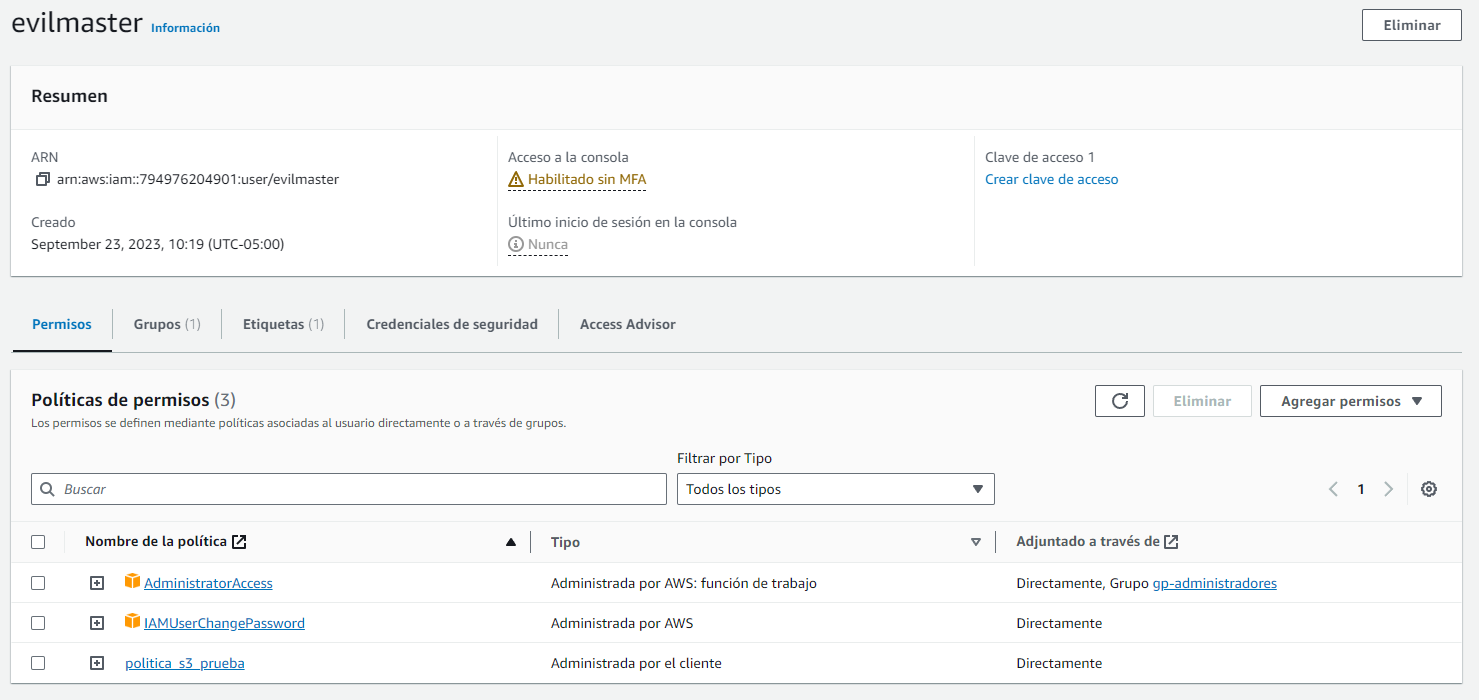 evilmaster Información
Eliminar
Resumen
ARN
arn:aws:iam::794976204901:user/evilmaster
Creado
September 23, 2023, 10:19 (UTC-05:00)
Acceso a la consola
Habilitado sin MFA
Último inicio de sesión en la consola
Nunca
Clave de acceso 1
Crear clave de acceso
Permisos Grupos (1) Etiquetas (1) Credenciales de seguridad Access Advisor
Políticas de permisos (3)
Los permisos se definen mediante políticas asociadas al usuario directamente o a través de grupos.
Eliminar Agregar permisos
Filtrar por Tipo
Buscar Todos los tipos 1
Nombre de la política Tipo Adjuntado a través de
AdministratorAccess Administrada por AWS: función de trabajo Directamente, Grupo gp-administradores
IAMUserChangePassword Administrada por AWS Directamente
politica_s3_prueba Administrada por el cliente Directamente